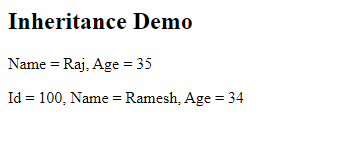 Inheritance Demo
Name = Raj, Age = 35
Id = 100, Name = Ramesh, Age = 34